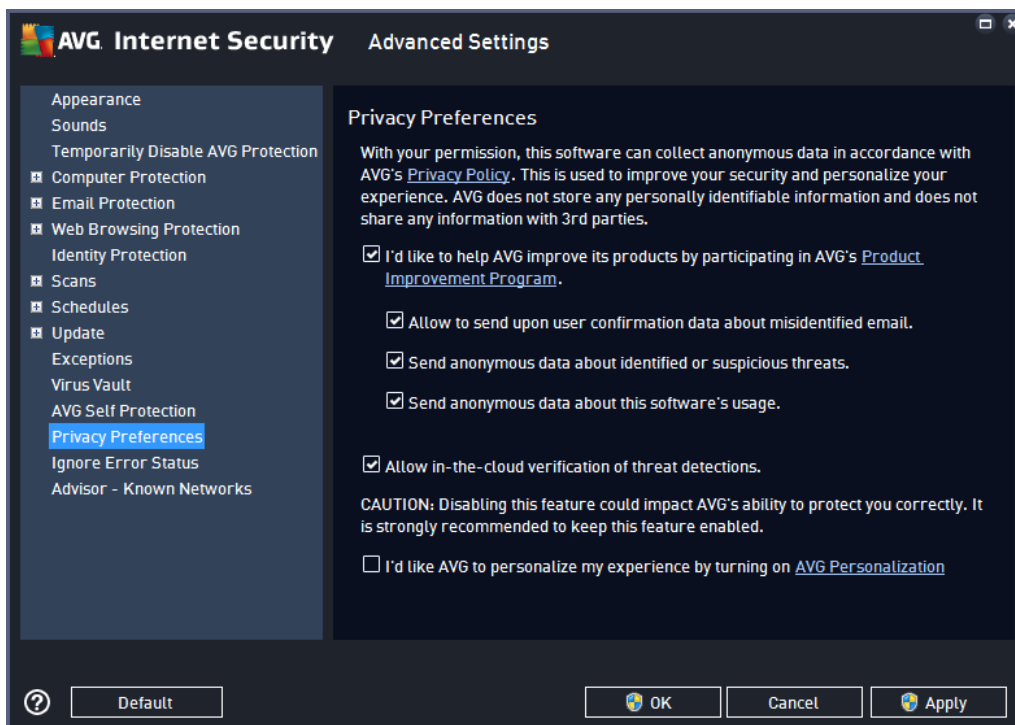 AVG. Internet Security Advanced Settings
Appearance
Sounds
Temporarily Disable AVG Protection
Computer Protection
Email Protection
Web Browsing Protection
Identity Protection
Scans
Schedules
Update
Exceptions
Virus Vault
AVG Self Protection
Privacy Preferences
Ignore Error Status
Advisor - Known Networks
Privacy Preferences
With your permission, this software can collect anonymous data in accordance with
AVG's Privacy Policy. This is used to improve your security and personalize your
experience. AVG does not store any personally identifiable information and does not
share any information with 3rd parties.
I'd like to help AVG improve its products by participating in AVG's Product
Improvement Program.
Allow to send upon user confirmation data about misidentified email.
Send anonymous data about identified or suspicious threats.
Send anonymous data about this software's usage.
Allow in-the-cloud verification of threat detections.
CAUTION: Disabling this feature could impact AVG's ability to protect you correctly. It
is strongly recommended to keep this feature enabled.
I'd like AVG to personalize my experience by turning on AVG Personalization
? Default OK Cancel Apply